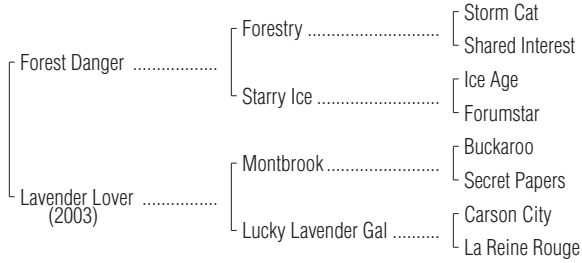 Storm Cat
Forestry ..................
Shared Interest
Forest Danger .................
Ice Age
Starry Ice .................
Forumstar
Buckaroo
Montbrook ................
Secret Papers
Lavender Lover ...............
(2003)
Carson City
Lucky Lavender Gal ..........
La Reine Rouge